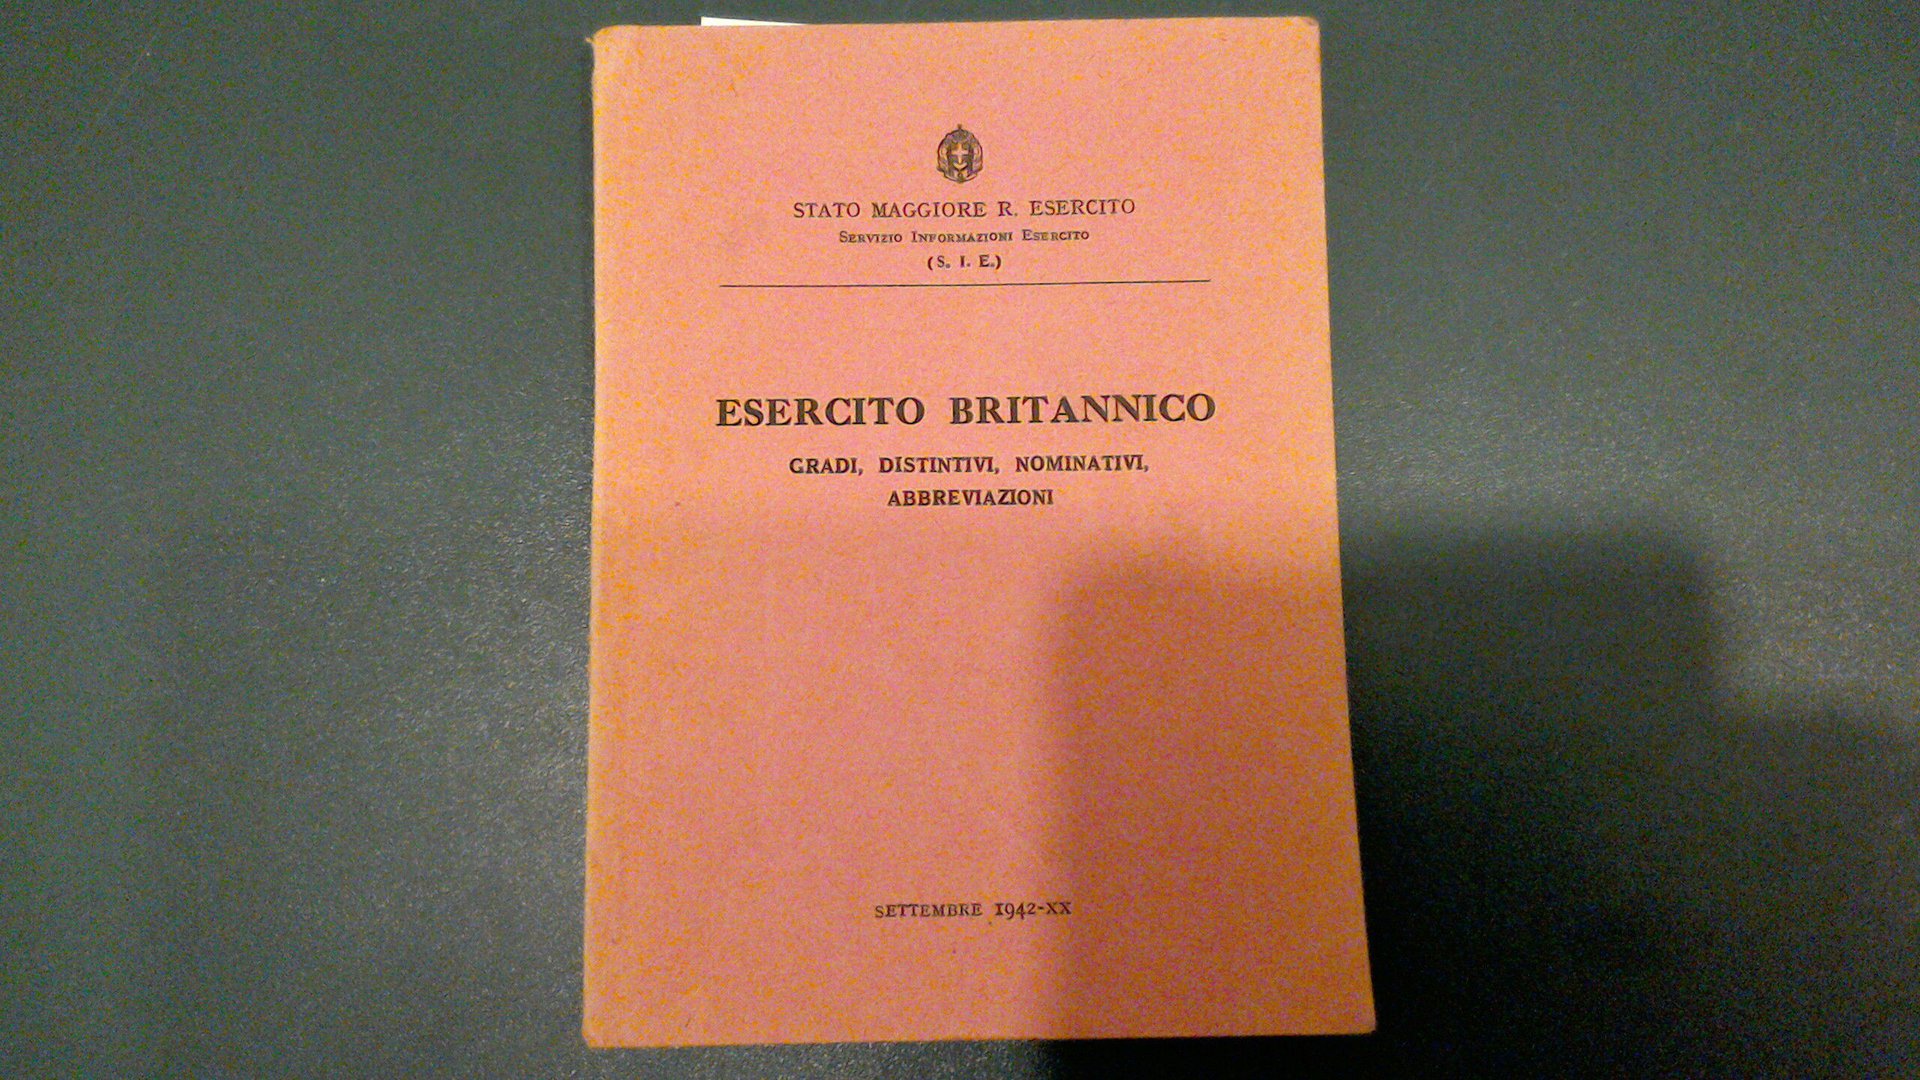 STATO MAGGIORE R. ESERCITO
SERVIZIO INFORMAZIONI ESERCITO
(S. I. E.)
ESERCITO BRITANNICO
GRADI, DISTINTIVI, NOMINATIVI,
ABBREVIAZIONI
SETTEMBRE 1942-XX